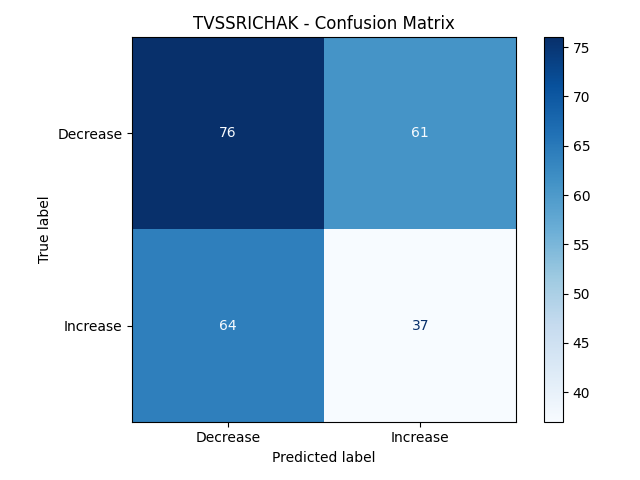 TVSSRICHAK - Confusion Matrix
Decrease
Increase
True label
76
61
64
37
Decrease
Increase
Predicted label
75
70
65
60
55
50
45
40